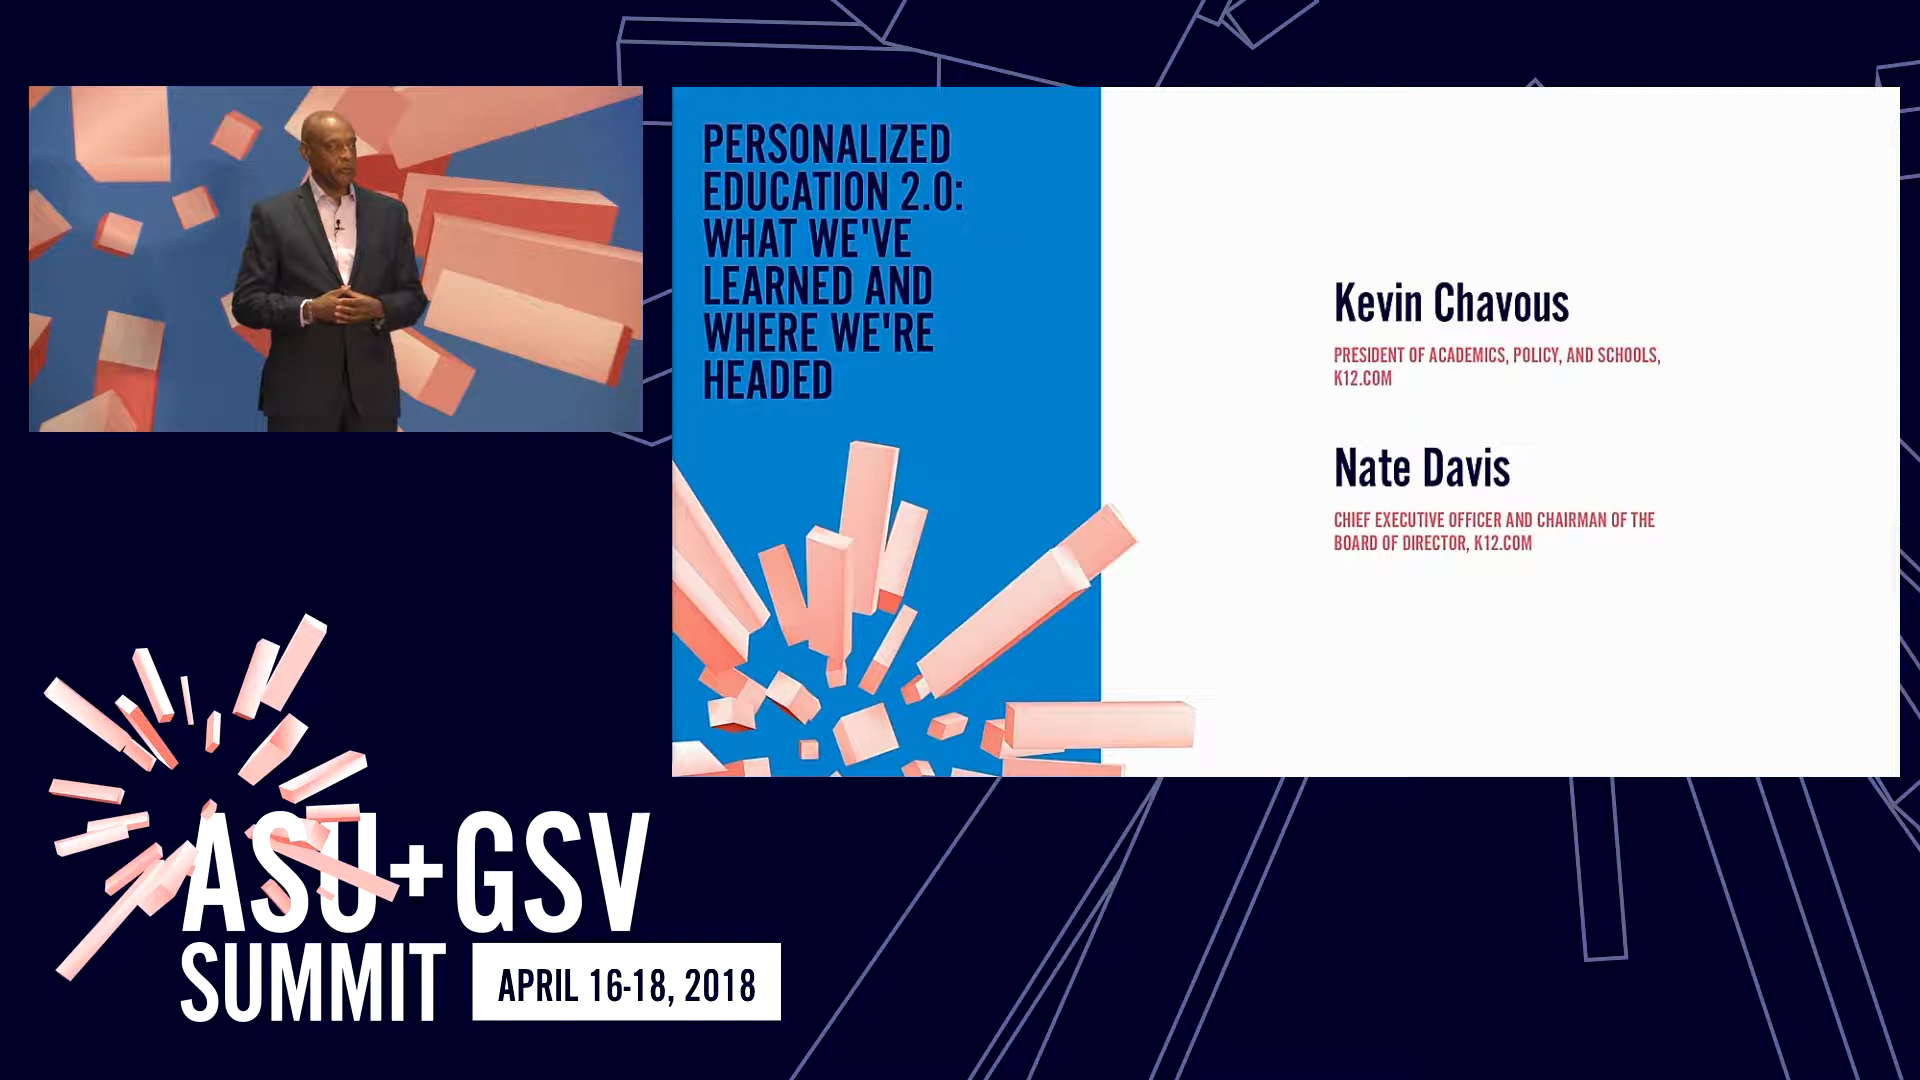 PERSONALIZED
EDUCATION 2.0:
WHAT WE'VE
LEARNED AND
WHERE WE'RE
HEADED
Kevin Chavous
PRESIDENT OF ACADEMICS, POLICY, AND SCHOOLS,
K12.COM
Nate Davis
CHIEF EXECUTIVE OFFICER AND CHAIRMAN OF THE
BOARD OF DIRECTOR, K12.COM
ASU+GSV
SUMMIT
APRIL 16-18, 2018